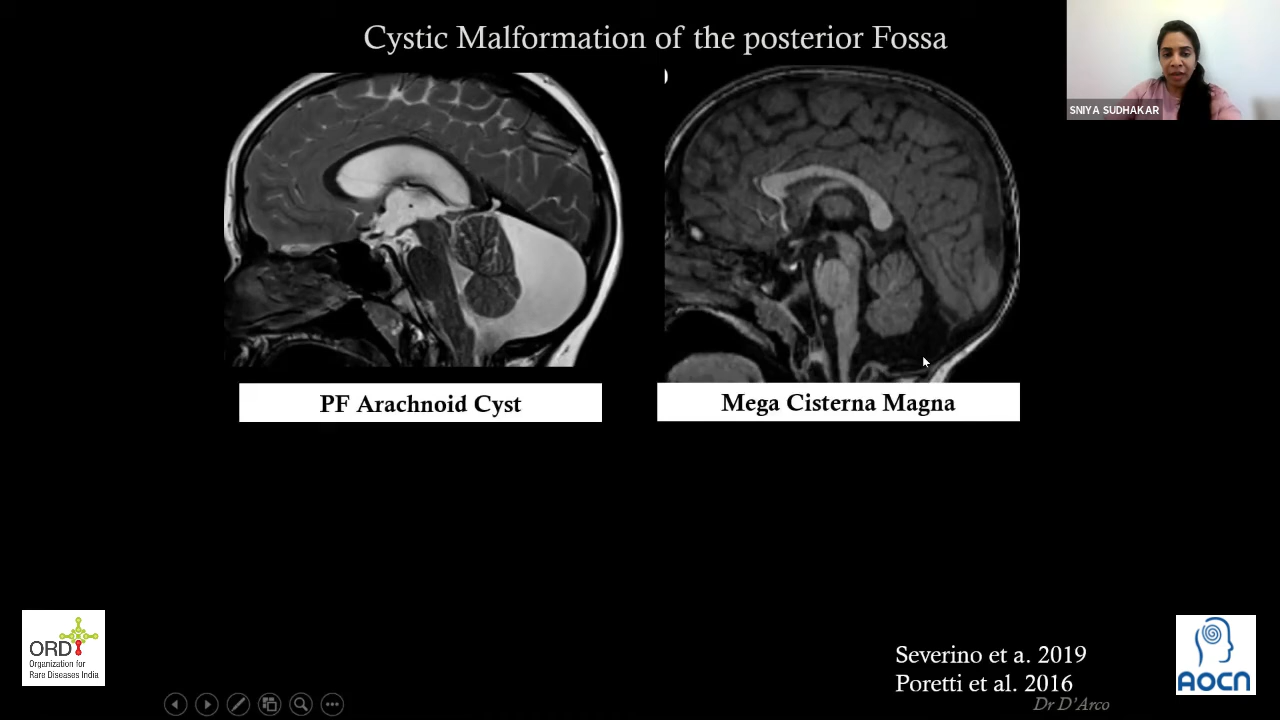 Cystic Malformation of the posterior Fossa
SNIYA SUDHAKAR
PF Arachnoid Cyst
Mega Cisterna Magna
ORDI
Organization for
Rare Diseases India
Severino et a. 2019
Poretti et al. 2016
Dr D'Arco
AOCN